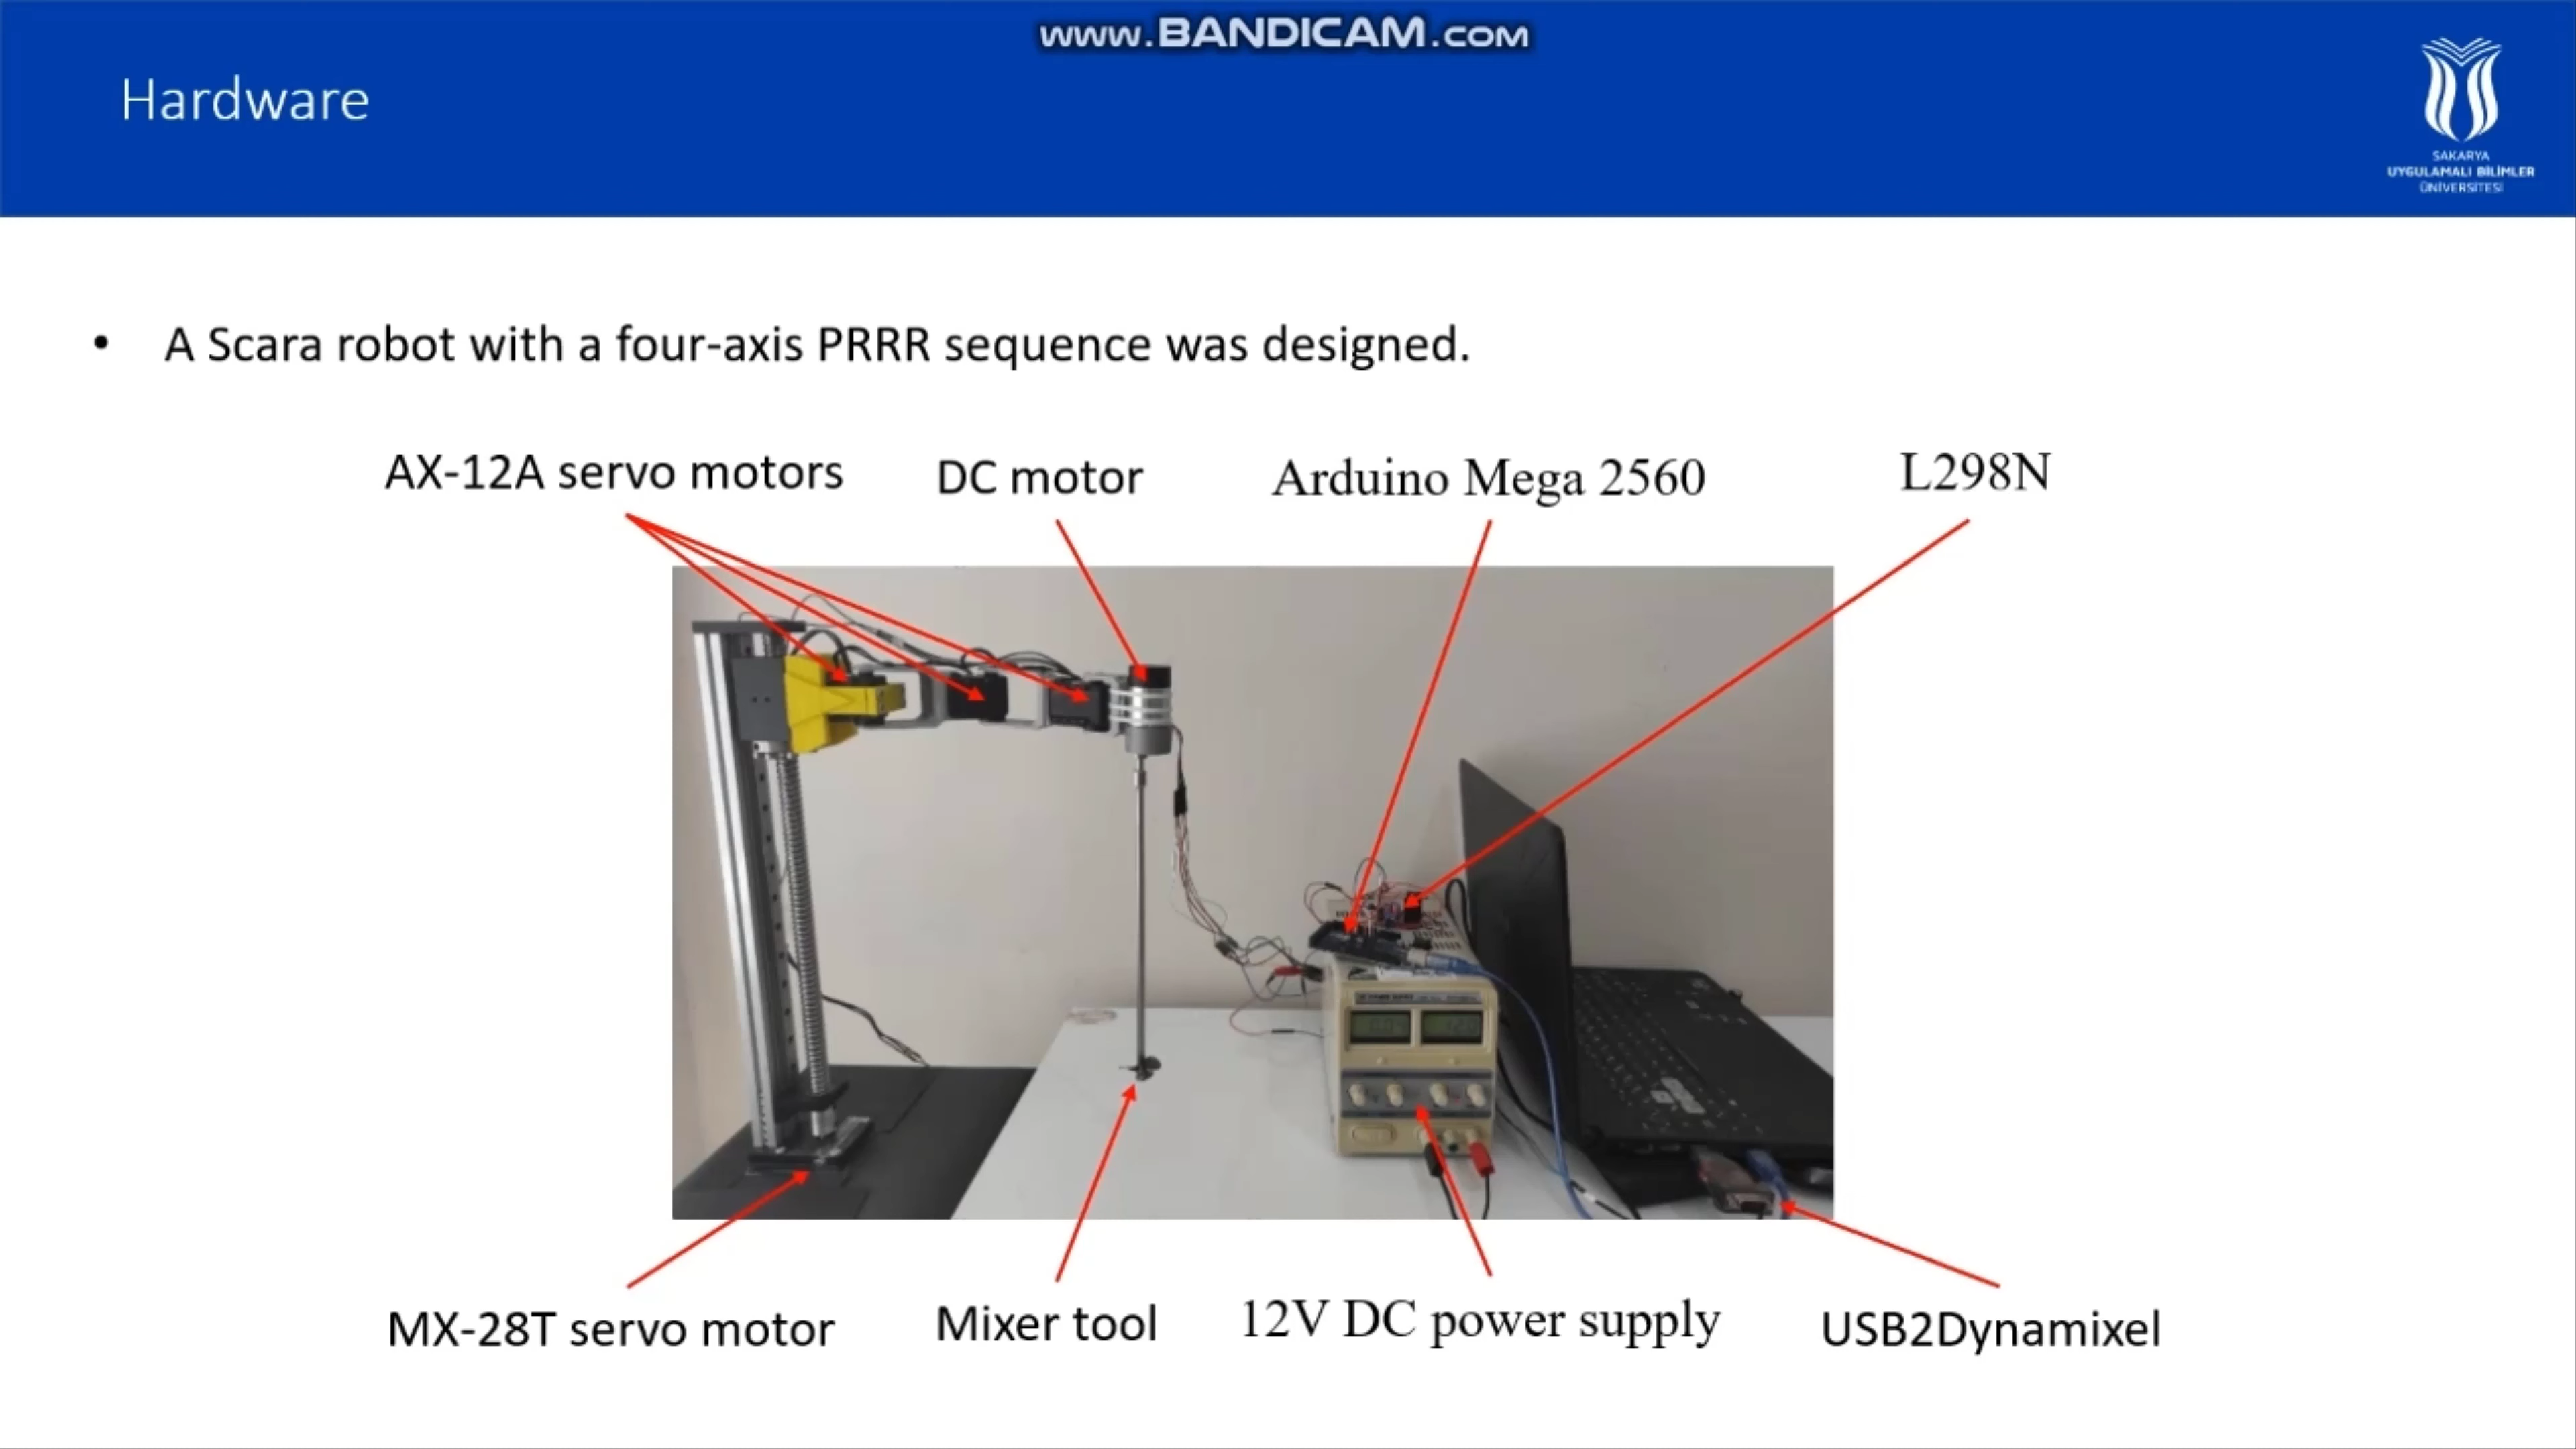 www.BANDICAM.com
Hardware
SAKARYA
UYGULAMALI BİLİMLER
ÜNİVERSİTESİ
• A Scara robot with a four-axis PRRR sequence was designed.
AX-12A servo motors
DC motor
Arduino Mega 2560
L298N
MX-28T servo motor
Mixer tool
12V DC power supply
USB2Dynamixel